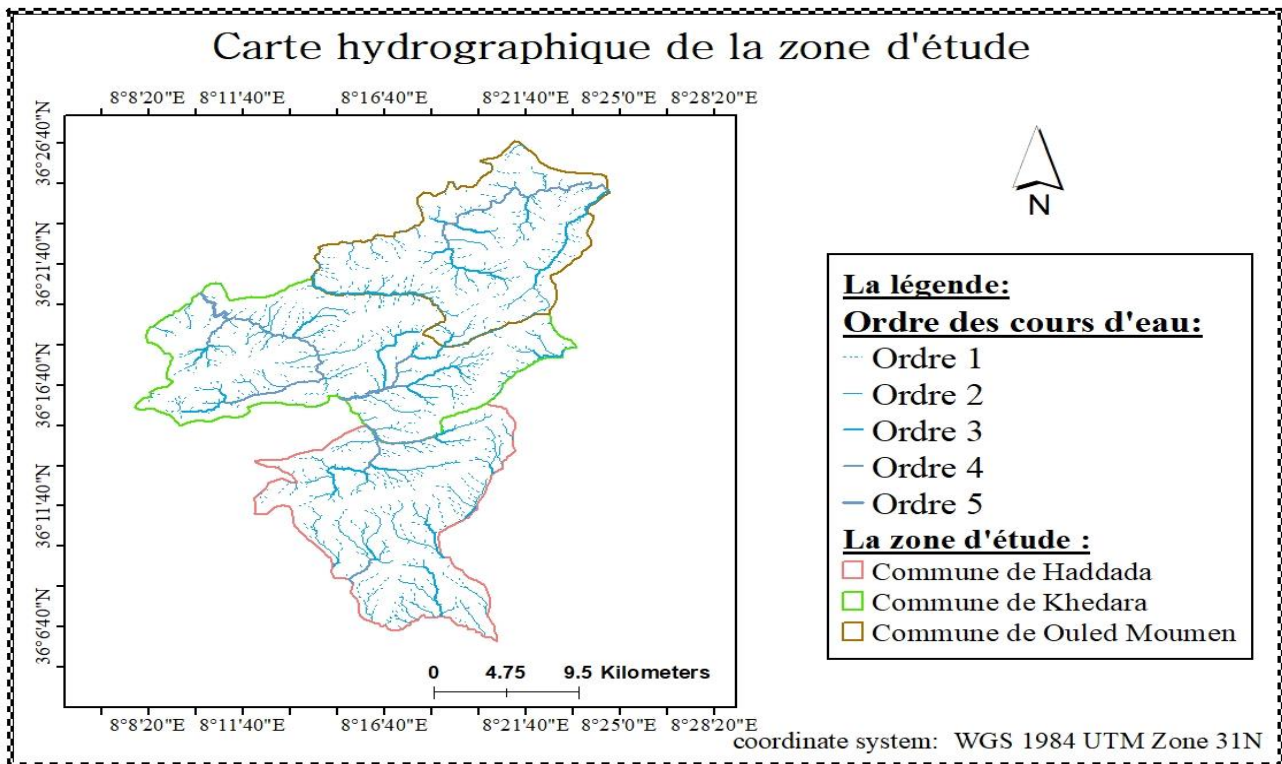 Carte hydrographique de la zone d'étude
8°8'20"E 8°11'40"E 8°16'40"E 8°21'40"E 8°25'0"E 8°28'20"E
36°26'40"N
36°21'40"N
36°16'40"N
36°11'40"N
36°6'40"N
N
0 4.75 9.5 Kilometers
8°8'20"E 8°11'40"E 8°16'40"E 8°21'40"E 8°25'0"E 8°28'20"E
La légende:
Ordre des cours d'eau:
Ordre 1
Ordre 2
Ordre 3
Ordre 4
Ordre 5
La zone d'étude :
Commune de Haddada
Commune de Khedara
Commune de Ouled Moumen
coordinate system: WGS 1984 UTM Zone 31N